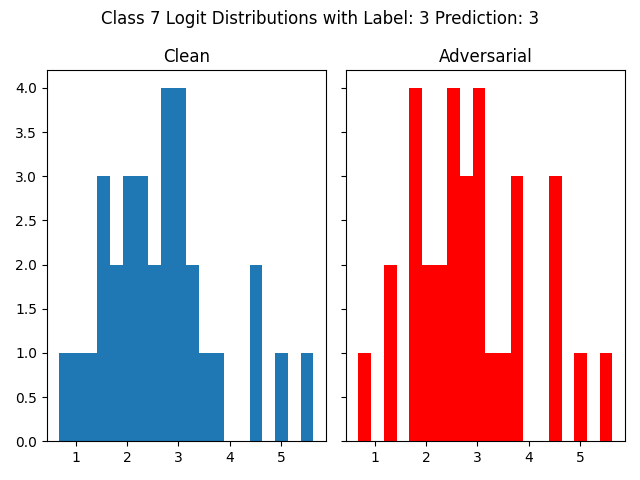 Class 7 Logit Distributions with Label: 3 Prediction: 3
Clean
Adversarial
4.0
3.5
3.0
2.5
2.0
1.5
1.0
0.5
0.0
1 2 3 4 5
1 2 3 4 5